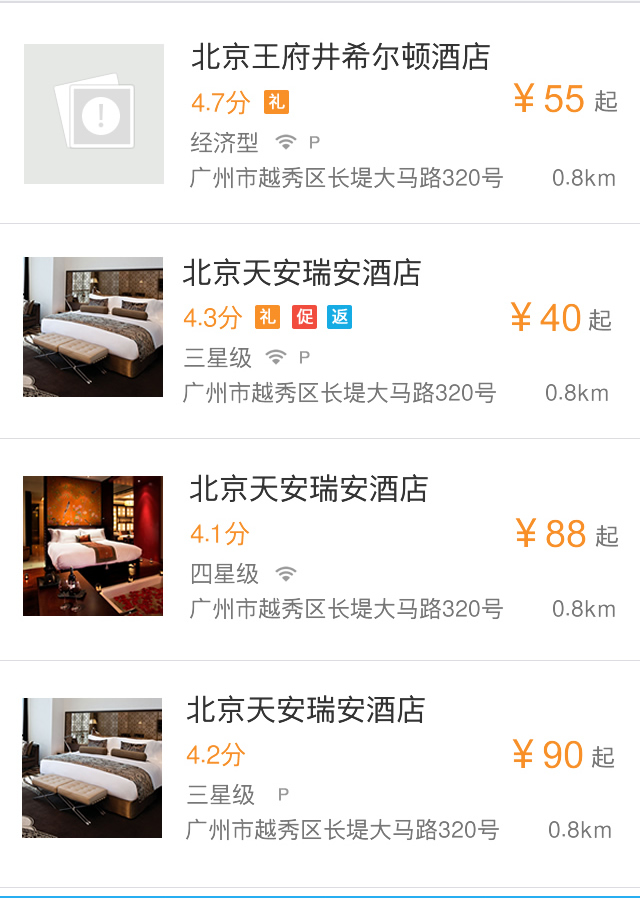 北京王府井希尔顿酒店
4.7分 礼
¥ 55 起
经济型 P
广州市越秀区长堤大马路320号 0.8km
北京天安瑞安酒店
4.3分 礼 促 返
¥ 40 起
三星级 P
广州市越秀区长堤大马路320号 0.8km
北京天安瑞安酒店
4.1分
¥ 88 起
四星级
广州市越秀区长堤大马路320号 0.8km
北京天安瑞安酒店
4.2分
¥ 90 起
三星级 P
广州市越秀区长堤大马路320号 0.8km